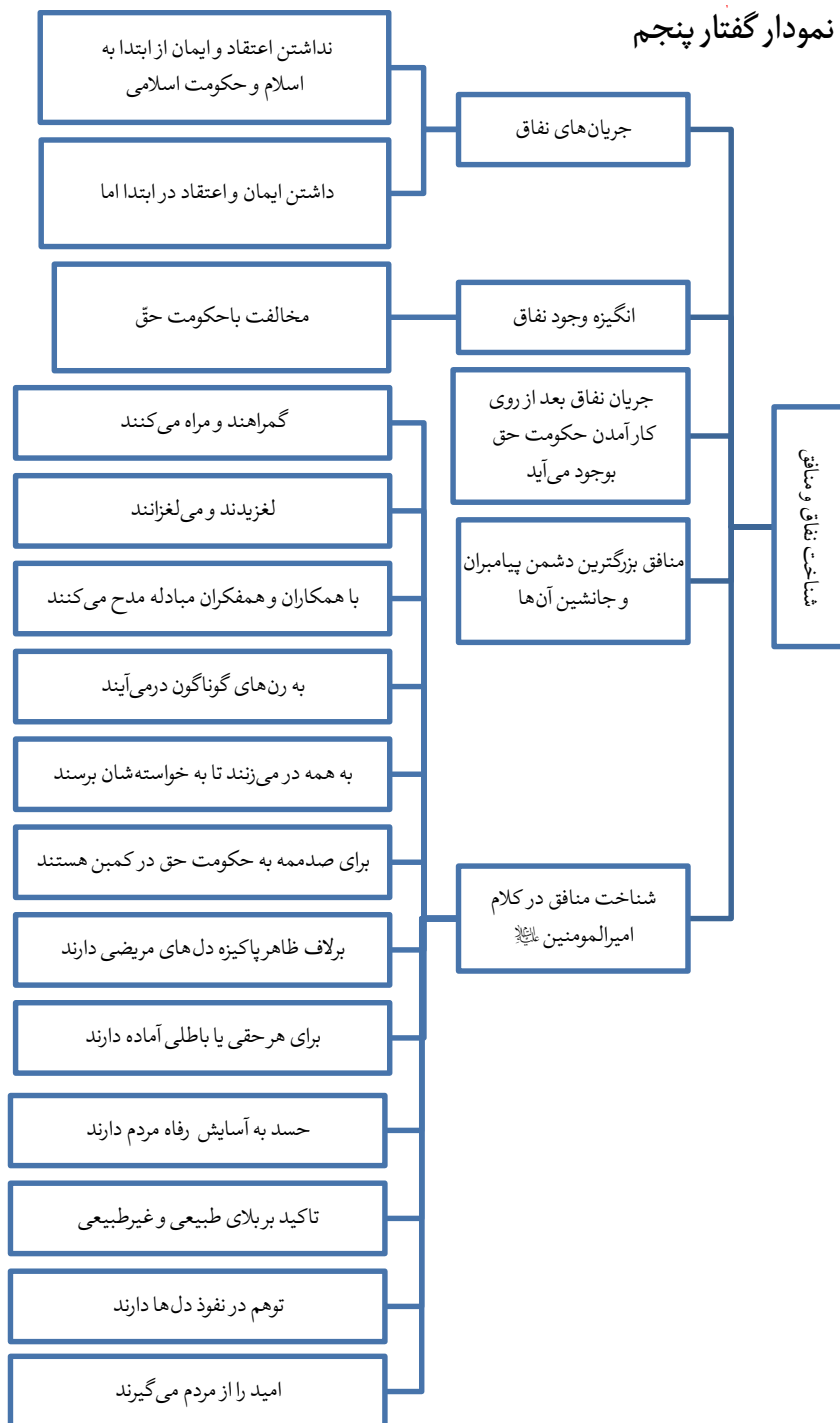 نمودار گفتار پنجم
شناخت نفاق و منافق
جریان‌های نفاق
نداشتن اعتقاد و ایمان از ابتدا به
اسلام و حکومت اسلامی
داشتن ایمان و اعتقاد در ابتدا اما
انگیزه وجود نفاق
مخالفت باحکومت حقّ
جریان نفاق بعد از روی
کار آمدن حکومت حق
بوجود می‌آید
منافق بزرگترین دشمن پیامبران
و جانشین آن‌ها
شناخت منافق در کلام
امیرالمومنین علیه‌السلام
گمراهند و مراه می‌کنند
لغزیدند و می‌لغزانند
با همکاران و همفکران مبادله مدح می‌کنند
به رن‌های گوناگون درمی‌آیند
به همه در می‌زنند تا به خواسته‌شان برسند
برای صدممه به حکومت حق در کمبن هستند
برلاف ظاهر پاکیزه دل‌های مریضی دارند
برای هر حقی یا باطلی آماده دارند
حسد به آسایش رفاه مردم دارند
تاکید بر بلای طبیعی و غیرطبیعی
توهم در نفوذ دل‌ها دارند
امید را از مردم می‌گیرند